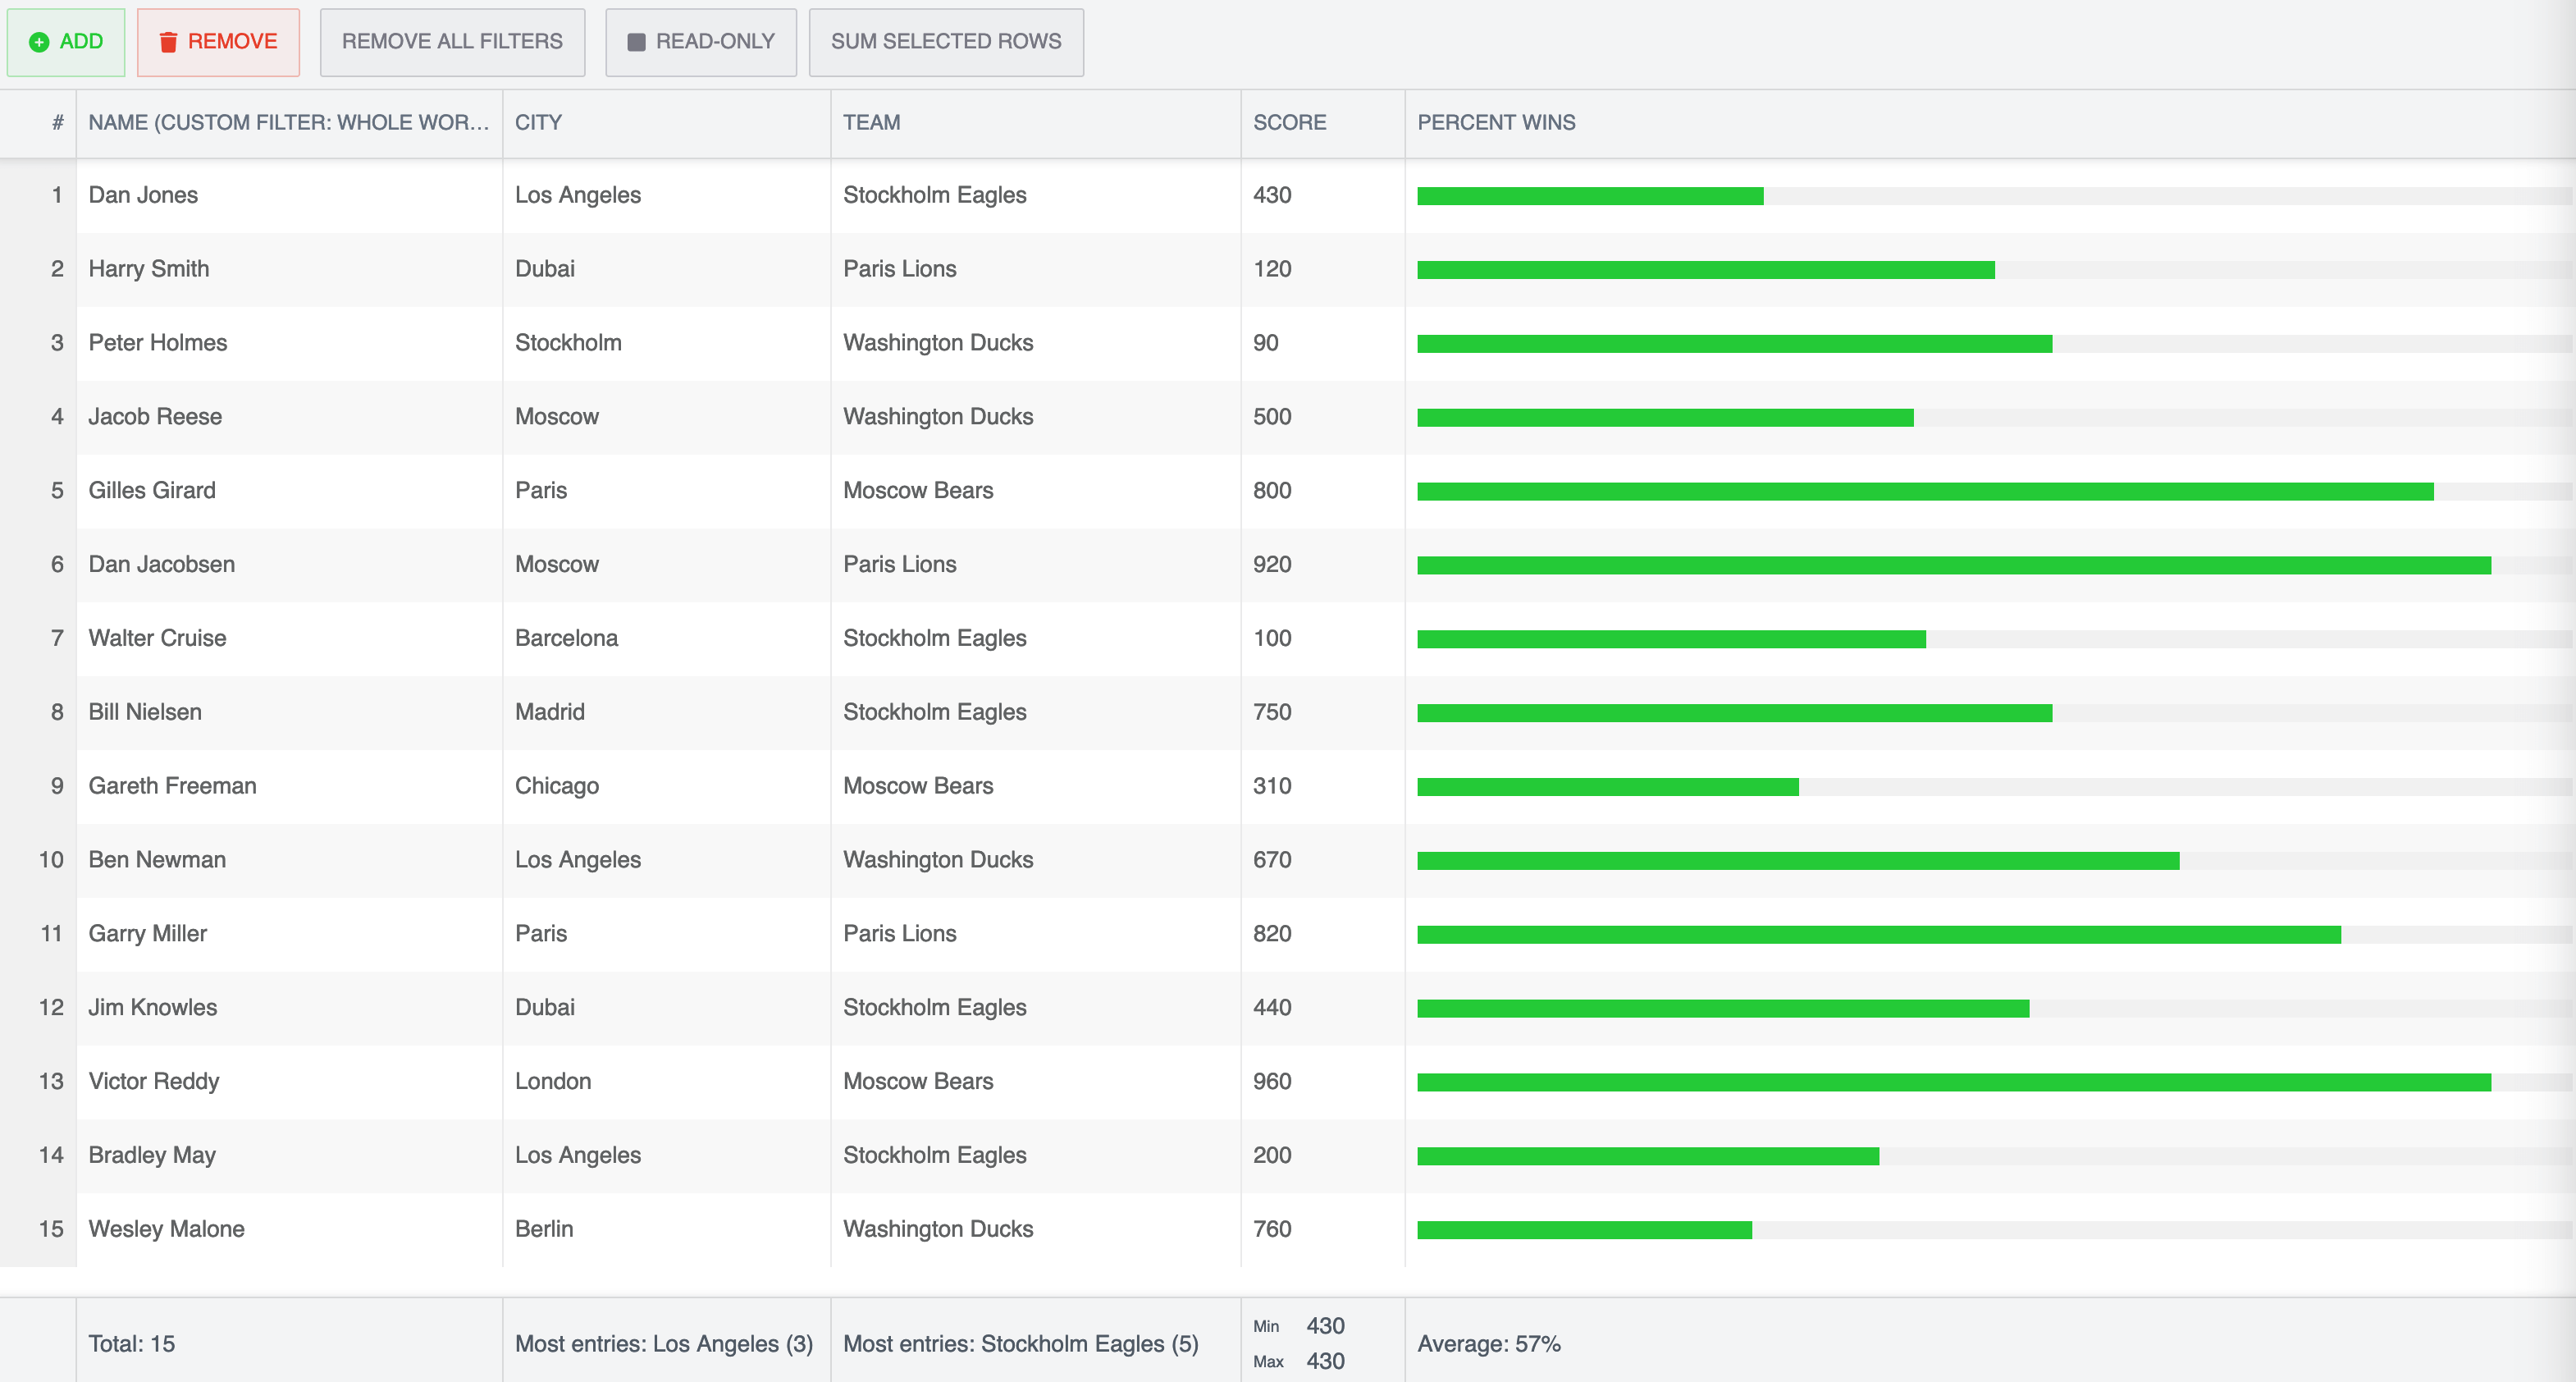 ADD REMOVE REMOVE ALL FILTERS READ-ONLY SUM SELECTED ROWS
# NAME (CUSTOM FILTER: WHOLE WOR... CITY TEAM SCORE PERCENT WINS
1 Dan Jones Los Angeles Stockholm Eagles 430
2 Harry Smith Dubai Paris Lions 120
3 Peter Holmes Stockholm Washington Ducks 90
4 Jacob Reese Moscow Washington Ducks 500
5 Gilles Girard Paris Moscow Bears 800
6 Dan Jacobsen Moscow Paris Lions 920
7 Walter Cruise Barcelona Stockholm Eagles 100
8 Bill Nielsen Madrid Stockholm Eagles 750
9 Gareth Freeman Chicago Moscow Bears 310
10 Ben Newman Los Angeles Washington Ducks 670
11 Garry Miller Paris Paris Lions 820
12 Jim Knowles Dubai Stockholm Eagles 440
13 Victor Reddy London Moscow Bears 960
14 Bradley May Los Angeles Stockholm Eagles 200
15 Wesley Malone Berlin Washington Ducks 760
Total: 15 Most entries: Los Angeles (3) Most entries: Stockholm Eagles (5) Min 430 Average: 57%
Max 430